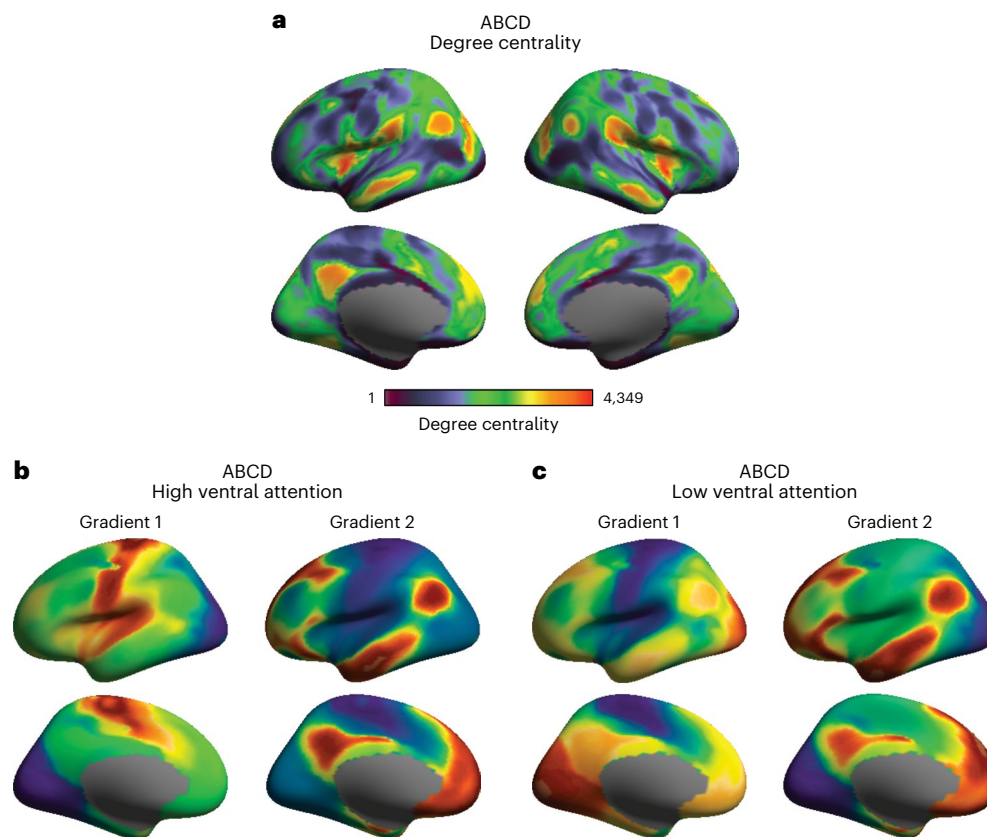 a
ABCD
Degree centrality
1
4,349
Degree centrality
b
ABCD
High ventral attention
Gradient 1
Gradient 2
c
ABCD
Low ventral attention
Gradient 1
Gradient 2